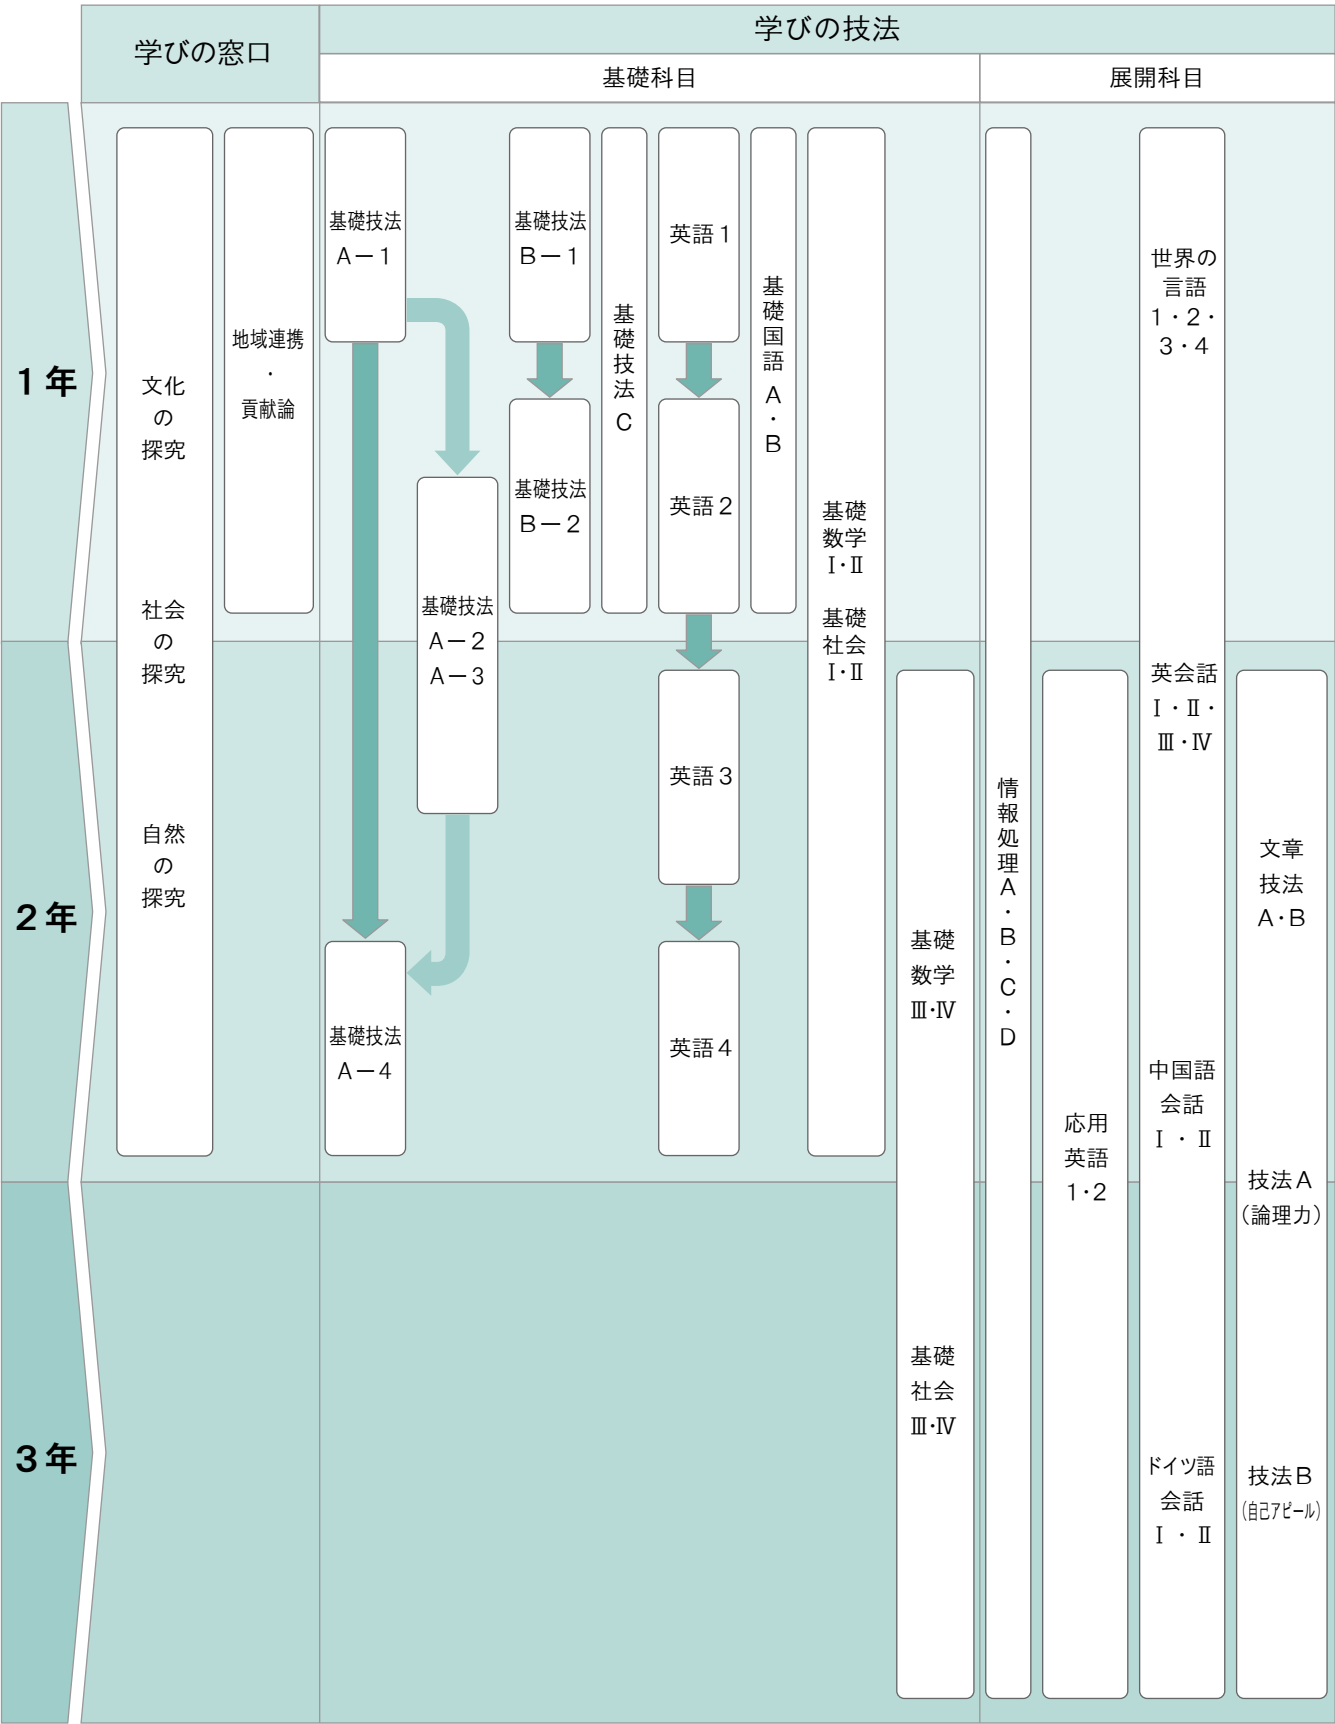 学びの窓口
学びの技法
基礎科目
展開科目
1年
2年
3年
文化
の
探究
社会
の
探究
自然
の
探究
地域連携
・
貢献論
基礎技法
A－1
基礎技法
A－2
A－3
基礎技法
A－4
基礎技法
B－1
基礎技法
B－2
基礎技法C
英語1
英語2
英語3
英語4
基礎国語A・B
基礎
数学
Ⅰ・Ⅱ
基礎
社会
Ⅰ・Ⅱ
基礎
数学
Ⅲ・Ⅳ
基礎
社会
Ⅲ・Ⅳ
情報処理A・B・C・D
応用
英語
1・2
世界の
言語
1・2・
3・4
英会話
Ⅰ・Ⅱ・
Ⅲ・Ⅳ
中国語
会話
Ⅰ・Ⅱ
ドイツ語
会話
Ⅰ・Ⅱ
文章
技法
A・B
技法A
（論理力）
技法B
（自己アピール）